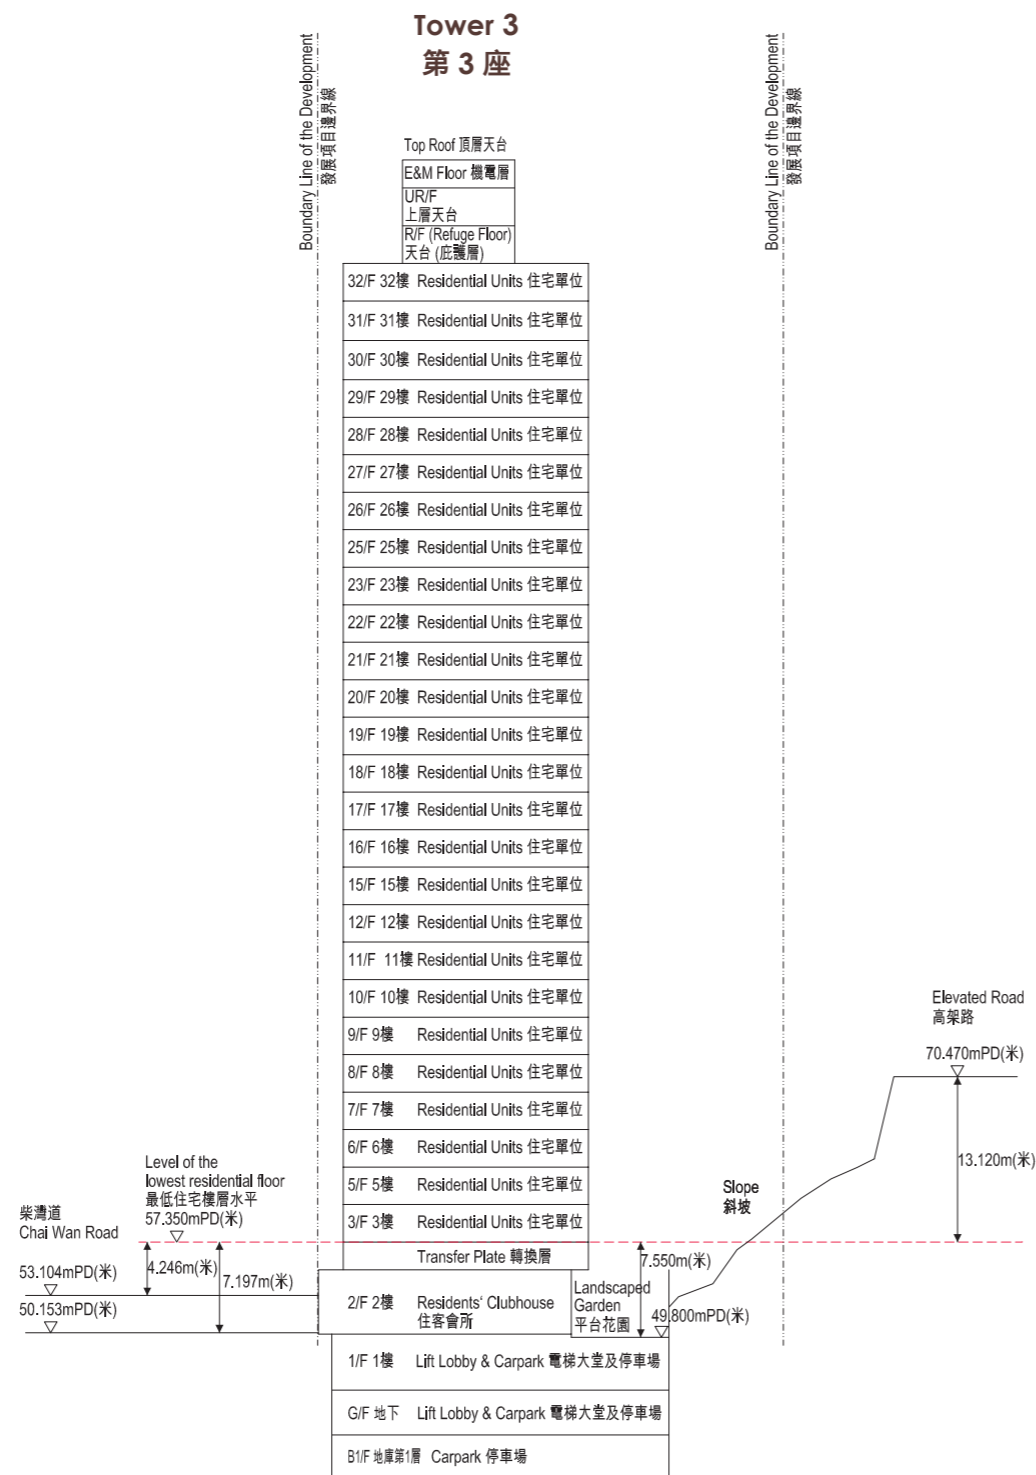 Tower 3
第 3 座
Boundary Line of the Development
發展項目邊界線
Boundary Line of the Development
發展項目邊界線
Top Roof 頂層天台
E&M Floor 機電層
UR/F
上層天台
R/F (Refuge Floor)
天台 (庇護層)
32/F 32樓 Residential Units 住宅單位
31/F 31樓 Residential Units 住宅單位
30/F 30樓 Residential Units 住宅單位
29/F 29樓 Residential Units 住宅單位
28/F 28樓 Residential Units 住宅單位
27/F 27樓 Residential Units 住宅單位
26/F 26樓 Residential Units 住宅單位
25/F 25樓 Residential Units 住宅單位
23/F 23樓 Residential Units 住宅單位
22/F 22樓 Residential Units 住宅單位
21/F 21樓 Residential Units 住宅單位
20/F 20樓 Residential Units 住宅單位
19/F 19樓 Residential Units 住宅單位
18/F 18樓 Residential Units 住宅單位
17/F 17樓 Residential Units 住宅單位
16/F 16樓 Residential Units 住宅單位
15/F 15樓 Residential Units 住宅單位
12/F 12樓 Residential Units 住宅單位
11/F 11樓 Residential Units 住宅單位
10/F 10樓 Residential Units 住宅單位
9/F 9樓 Residential Units 住宅單位
8/F 8樓 Residential Units 住宅單位
7/F 7樓 Residential Units 住宅單位
6/F 6樓 Residential Units 住宅單位
5/F 5樓 Residential Units 住宅單位
3/F 3樓 Residential Units 住宅單位
Transfer Plate 轉換層
2/F 2樓 Residents' Clubhouse
住客會所
Landscaped
Garden
平台花園
1/F 1樓 Lift Lobby & Carpark 電梯大堂及停車場
G/F 地下 Lift Lobby & Carpark 電梯大堂及停車場
B1/F 地庫第1層 Carpark 停車場
Level of the
lowest residential floor
最低住宅樓層水平
57.350mPD(米)
柴灣道
Chai Wan Road
53.104mPD(米)
50.153mPD(米)
4.246m(米)
7.197m(米)
7.550m(米)
49.800mPD(米)
Slope
斜坡
Elevated Road
高架路
70.470mPD(米)
13.120m(米)